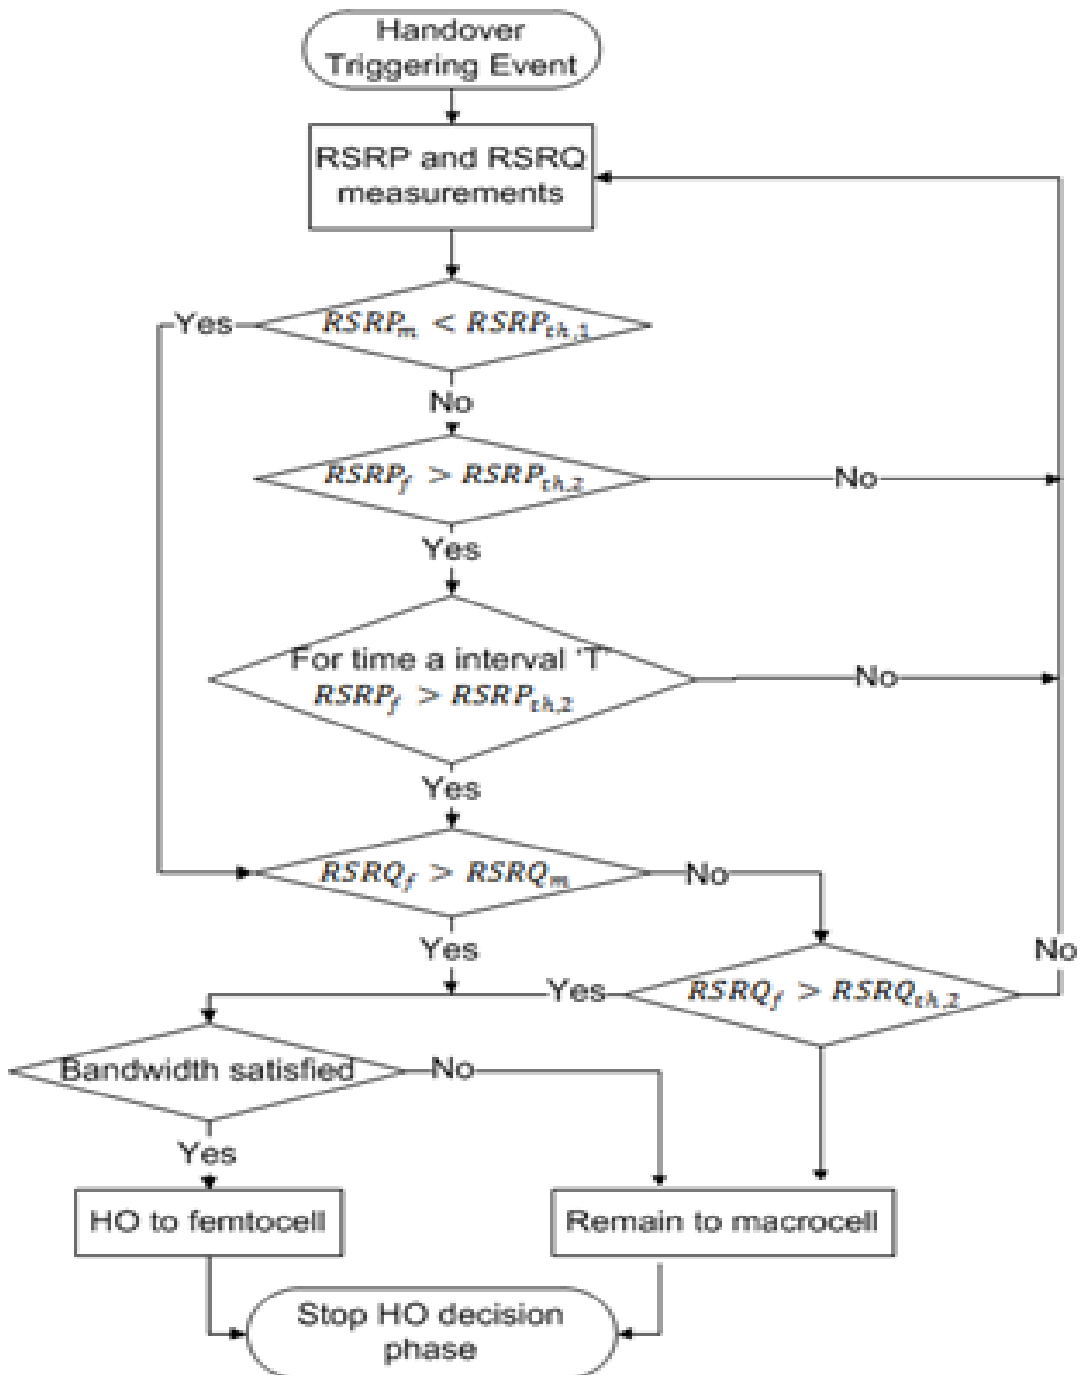 Handover
Triggering Event
RSRP and RSRQ
measurements
Yes
RSRPm < RSRPth,1
No
RSRPf > RSRPth,2
No
Yes
For time a interval 'T'
RSRPf > RSRPth,2
No
Yes
RSRQf > RSRQm
No
Yes
No
Yes
RSRQf > RSRQth,2
Bandwidth satisfied
No
Yes
HO to femtocell
Remain to macrocell
Stop HO decision
phase